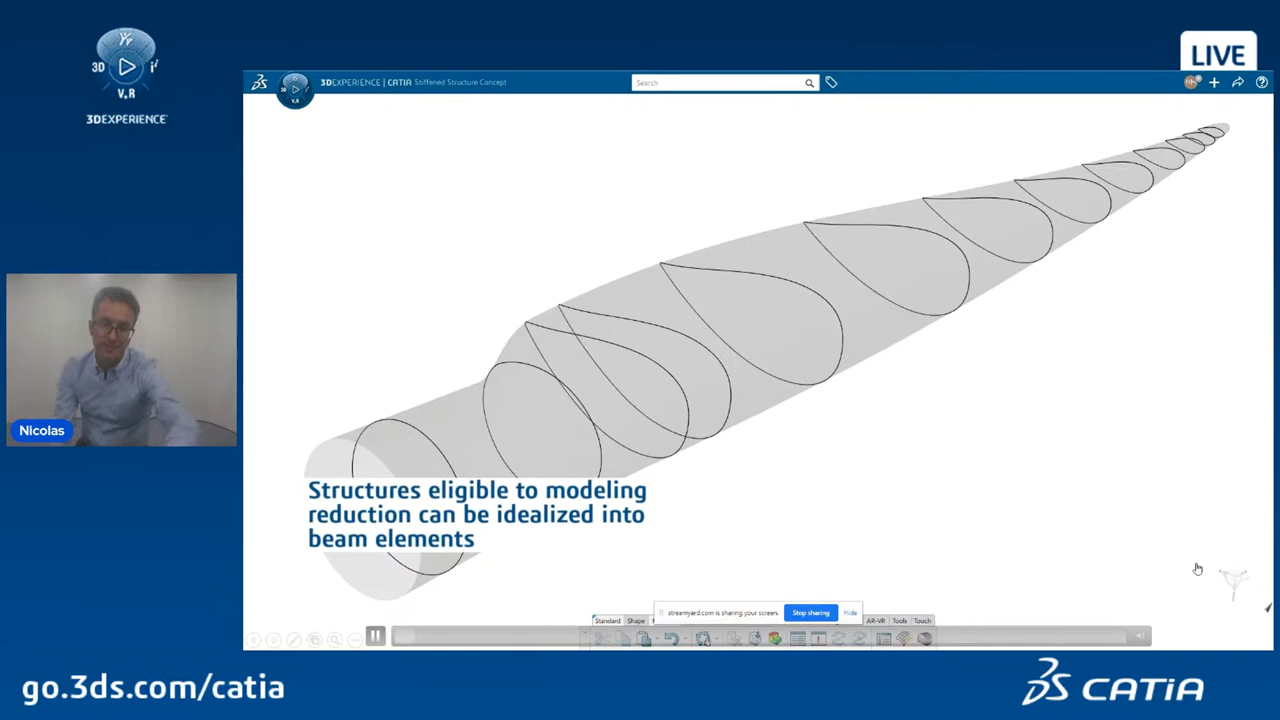 3D
V.R
3DEXPERIENCE
LIVE
3DEXPERIENCE | CATIA Stiffened Structure Concept
Search
3D
V.R
Nicolas
Structures eligible to modeling
reduction can be idealized into
beam elements
streamyard.com is sharing your screen.
Stop sharing
Hide
Standard
Shape
AR-VR
Tools
Touch
go.3ds.com/catia
CATIA